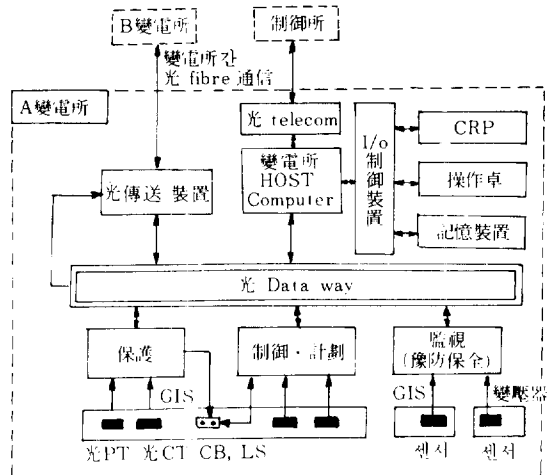 B變電所
制御所
變電所간
光 fibre 通信
A變電所
光 telecom
變電所
HOST
Computer
I/o
制御裝置
CRP
操作卓
記憶裝置
光傳送 裝置
光 Data way
保護
制御·計劃
監視
(豫防保全)
GIS
GIS
變壓器
光PT 光CT CB, LS
센서
센서